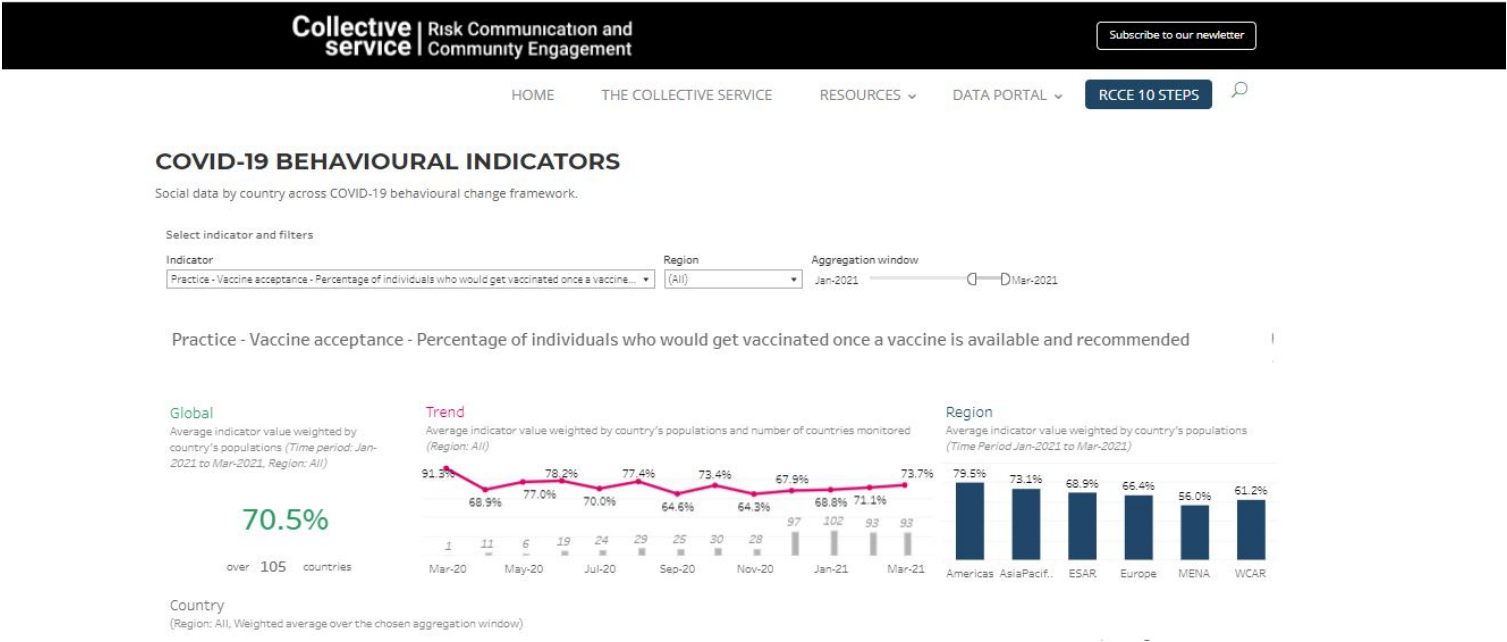 Collective | Risk Communication and
service | Community Engagement
Subscribe to our newletter
HOME THE COLLECTIVE SERVICE RESOURCES DATA PORTAL RCCE 10 STEPS
COVID-19 BEHAVIOURAL INDICATORS
Social data by country across COVID-19 behavioural change framework.
Select indicator and filters
Indicator Region Aggregation window
Practice - Vaccine acceptance - Percentage of individuals who would get vaccinated once a vaccine... (All) Jan-2021 Mar-2021
Practice - Vaccine acceptance - Percentage of individuals who would get vaccinated once a vaccine is available and recommended
Global
Average indicator value weighted by
country's populations (Time period: Jan-
2021 to Mar-2021, Region: All)
70.5%
over 105 countries
Trend
Average indicator value weighted by country's populations and number of countries monitored
(Region: All)
91.3% 68.9% 77.0% 78.2% 70.0% 77.4% 64.6% 73.4% 64.3% 67.9% 68.8% 71.1% 73.7%
1 11 6 19 24 29 25 30 28 97 102 93 93
Mar-20 May-20 Jul-20 Sep-20 Nov-20 Jan-21 Mar-21
Region
Average indicator value weighted by country's populations
(Time Period Jan-2021 to Mar-2021)
79.5% 73.1% 68.9% 66.4% 56.0% 61.2%
Americas AsiaPacif.. ESAR Europe MENA WCAR
Country
(Region: All, Weighted average over the chosen aggregation window)